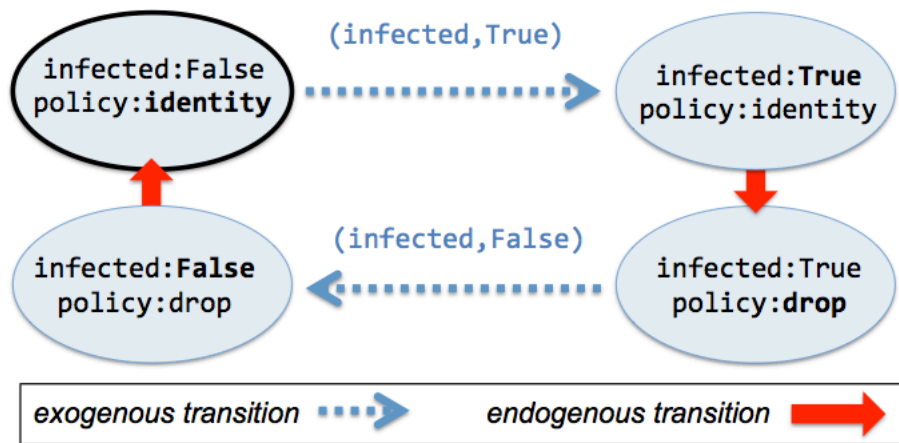 (infected,True)
infected:False
policy:identity
infected:True
policy:identity
(infected,False)
infected:False
policy:drop
infected:True
policy:drop
exogenous transition
endogenous transition